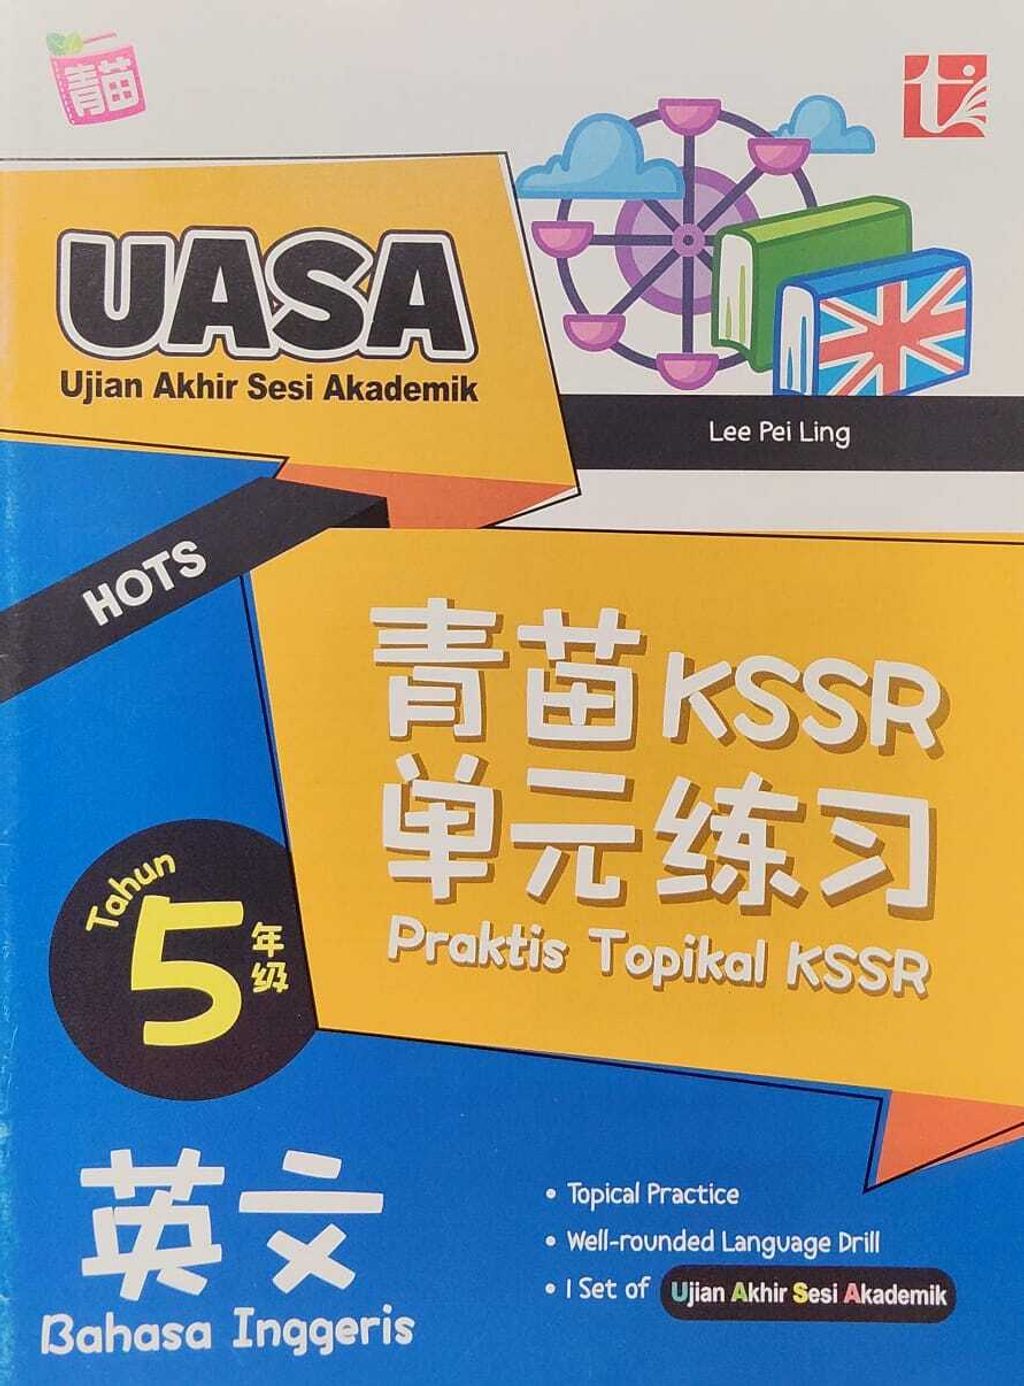 青苗
UASA
Ujian Akhir Sesi Akademik
Lee Pei Ling
HOTS
青苗KSSR
单元练习
Praktis Topikal KSSR
Tahun
5
年级
英文
Bahasa Inggeris
• Topical Practice
• Well-rounded Language Drill
• 1 Set of Ujian Akhir Sesi Akademik